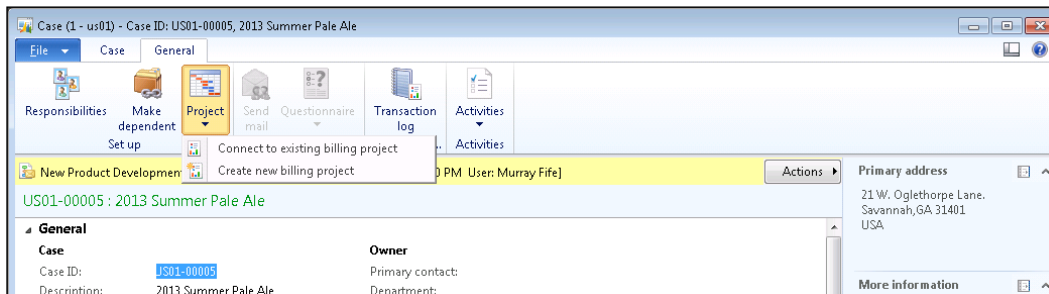 Case (1 - us01) - Case ID: US01-00005, 2013 Summer Pale Ale
File Case General
Responsibilities Make dependent Project Send mail Questionnaire Transaction log Activities
Set up .. Activities
Connect to existing billing project
Create new billing project
New Product Developmen PM User: Murray Fife] Actions
US01-00005 : 2013 Summer Pale Ale
General
Case Owner
Case ID: US01-00005 Primary contact:
Description: 2013 Summer Pale Ale Department:
Primary address
21 W. Oglethorpe Lane.
Savannah,GA 31401
USA
More information